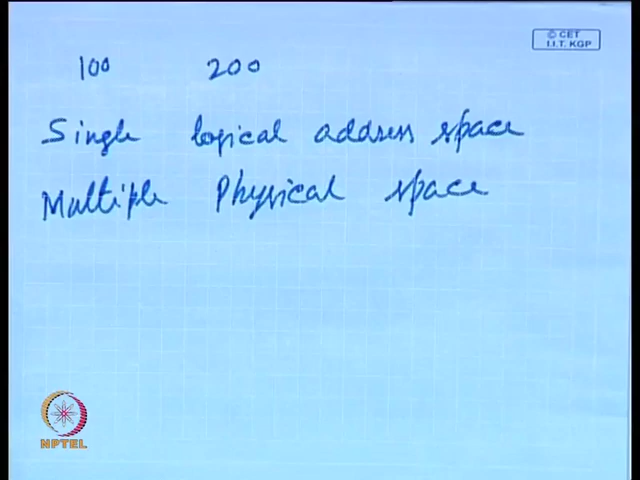 © CET
I.I.T. KGP
100 200
Single logical address space
Multiple Physical space
NPTEL